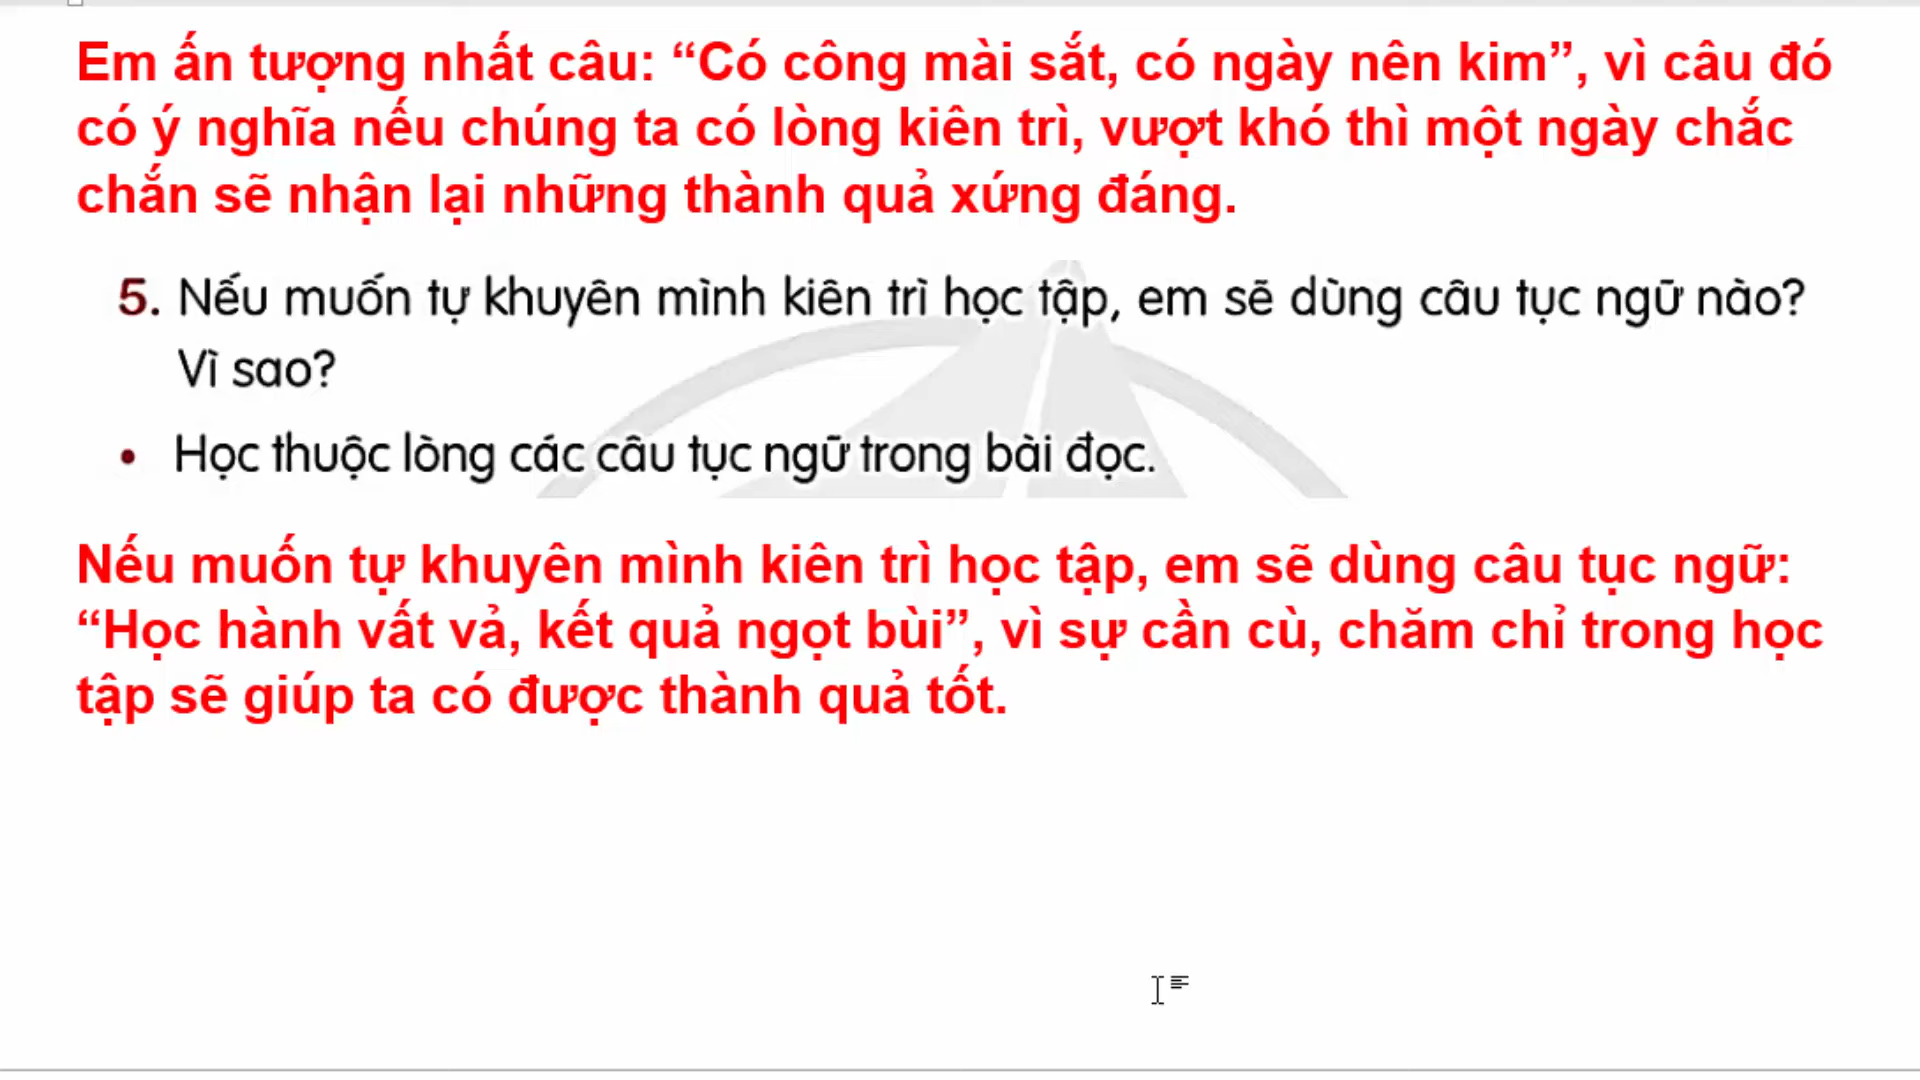 Em ấn tượng nhất câu: “Có công mài sắt, có ngày nên kim”, vì câu đó
có ý nghĩa nếu chúng ta có lòng kiên trì, vượt khó thì một ngày chắc
chắn sẽ nhận lại những thành quả xứng đáng.
5. Nếu muốn tự khuyên mình kiên trì học tập, em sẽ dùng câu tục ngữ nào?
Vì sao?
• Học thuộc lòng các câu tục ngữ trong bài đọc.
Nếu muốn tự khuyên mình kiên trì học tập, em sẽ dùng câu tục ngữ:
“Học hành vất vả, kết quả ngọt bùi”, vì sự cần cù, chăm chỉ trong học
tập sẽ giúp ta có được thành quả tốt.